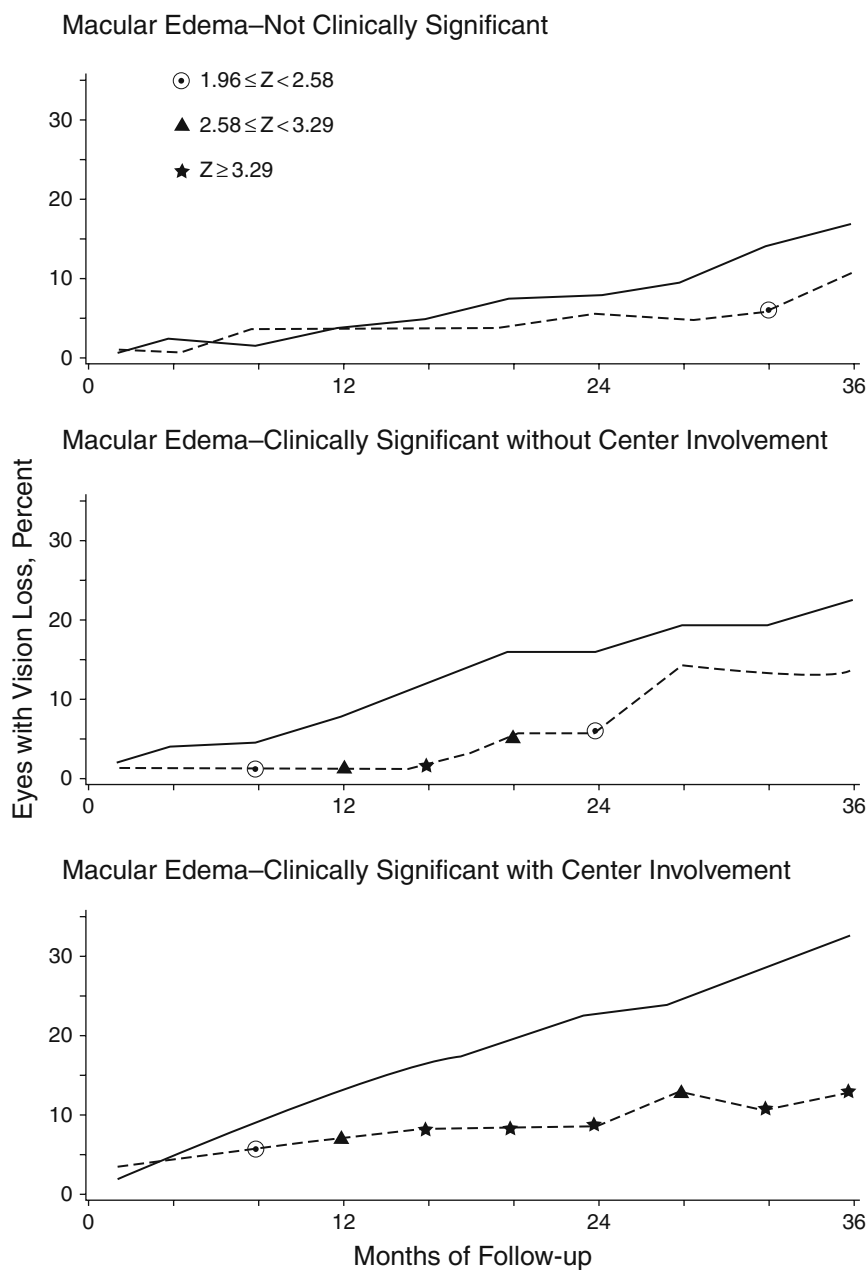 Macular Edema–Not Clinically Significant
1.96 ≤ Z < 2.58
2.58 ≤ Z < 3.29
Z ≥ 3.29
30
20
10
0
0 12 24 36
Macular Edema–Clinically Significant without Center Involvement
Eyes with Vision Loss, Percent
30
20
10
0
0 12 24 36
Macular Edema–Clinically Significant with Center Involvement
30
20
10
0
0 12 24 36
Months of Follow-up